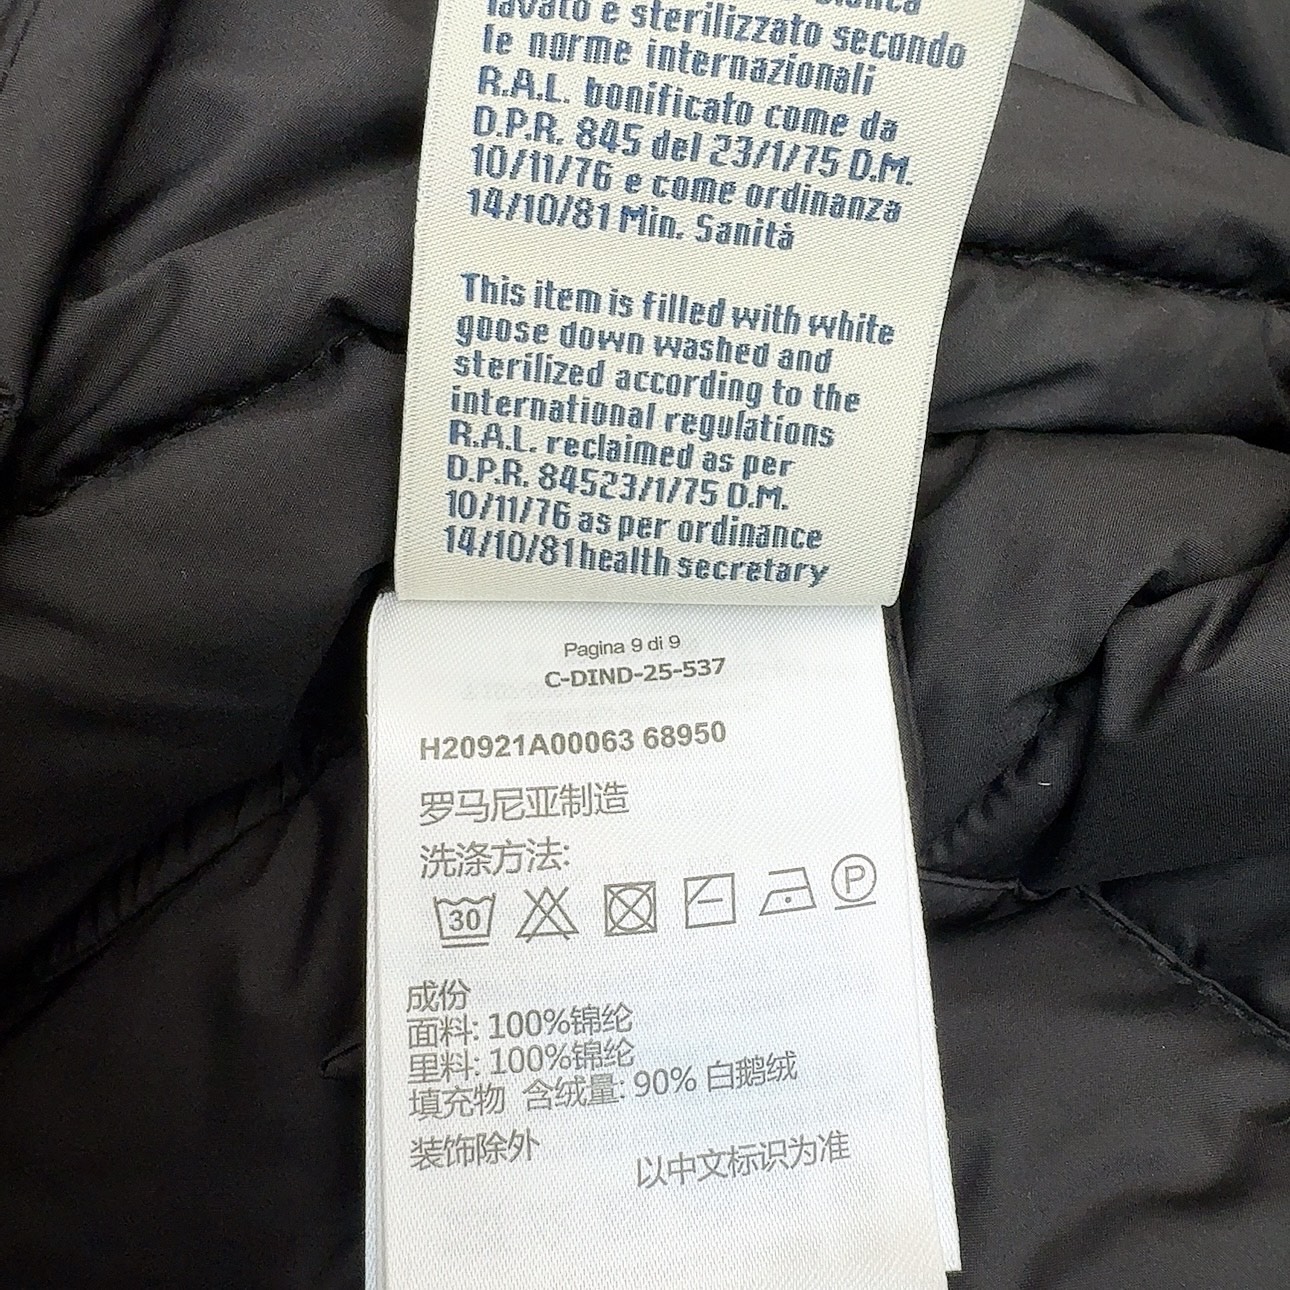 lavato e sterilizzato secondo
le norme internazionali
R.A.L. bonificato come da
D.P.R. 845 del 23/1/75 D.M.
10/11/76 e come ordinanza
14/10/81 Min. Sanità
This item is filled with white
goose down washed and
sterilized according to the
international regulations
R.A.L. reclaimed as per
D.P.R. 84523/1/75 D.M.
10/11/76 as per ordinance
14/10/81 health secretary
Pagina 9 di 9
C-DIND-25-537
H20921A00063 68950
罗马尼亚制造
洗涤方法:
30 P
成份
面料: 100%锦纶
里料: 100%锦纶
填充物 含绒量: 90% 白鹅绒
装饰除外
以中文标识为准